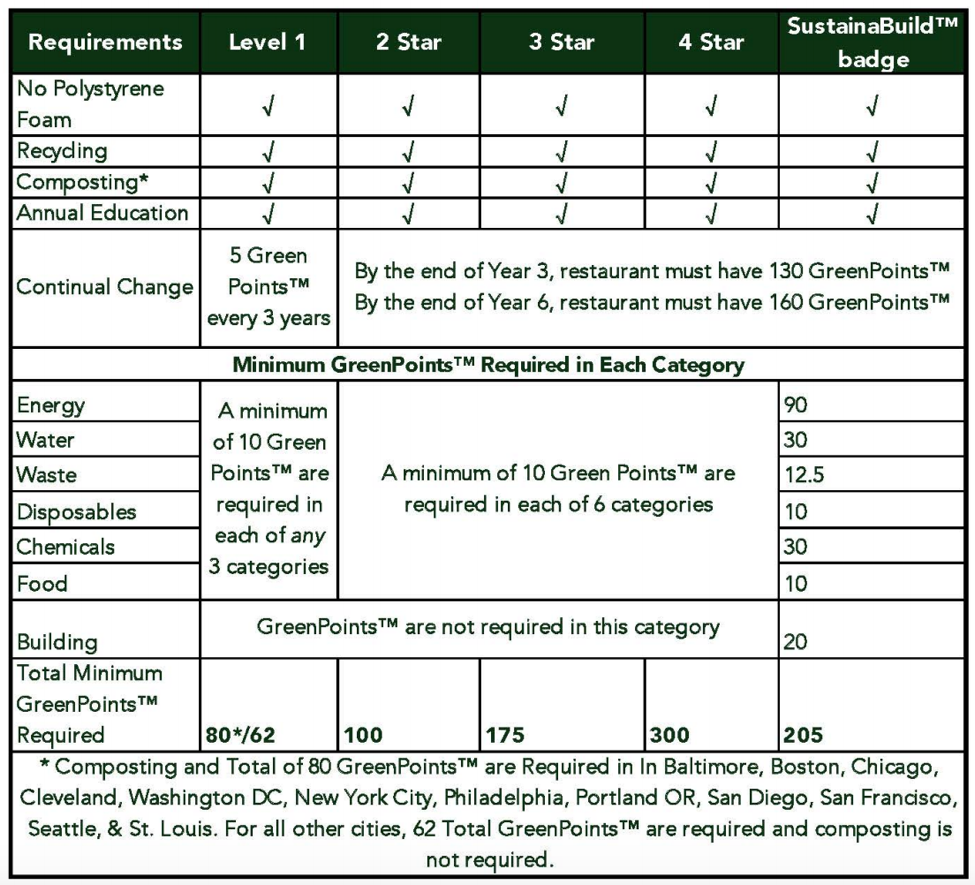 Requirements Level 1 2 Star 3 Star 4 Star SustainaBuild™ badge
No Polystyrene Foam √ √ √ √ √
Recycling √ √ √ √ √
Composting* √ √ √ √ √
Annual Education √ √ √ √ √
Continual Change
5 Green
Points™
every 3 years
By the end of Year 3, restaurant must have 130 GreenPoints™
By the end of Year 6, restaurant must have 160 GreenPoints™
Minimum GreenPoints™ Required in Each Category
Energy
Water
Waste
Disposables
Chemicals
Food
A minimum
of 10 Green
Points™ are
required in
each of any
3 categories
A minimum of 10 Green Points™ are
required in each of 6 categories
90
30
12.5
10
30
10
Building GreenPoints™ are not required in this category 20
Total Minimum
GreenPoints™
Required 80*/62 100 175 300 205
* Composting and Total of 80 GreenPoints™ are Required in In Baltimore, Boston, Chicago,
Cleveland, Washington DC, New York City, Philadelphia, Portland OR, San Diego, San Francisco,
Seattle, & St. Louis. For all other cities, 62 Total GreenPoints™ are required and composting is
not required.